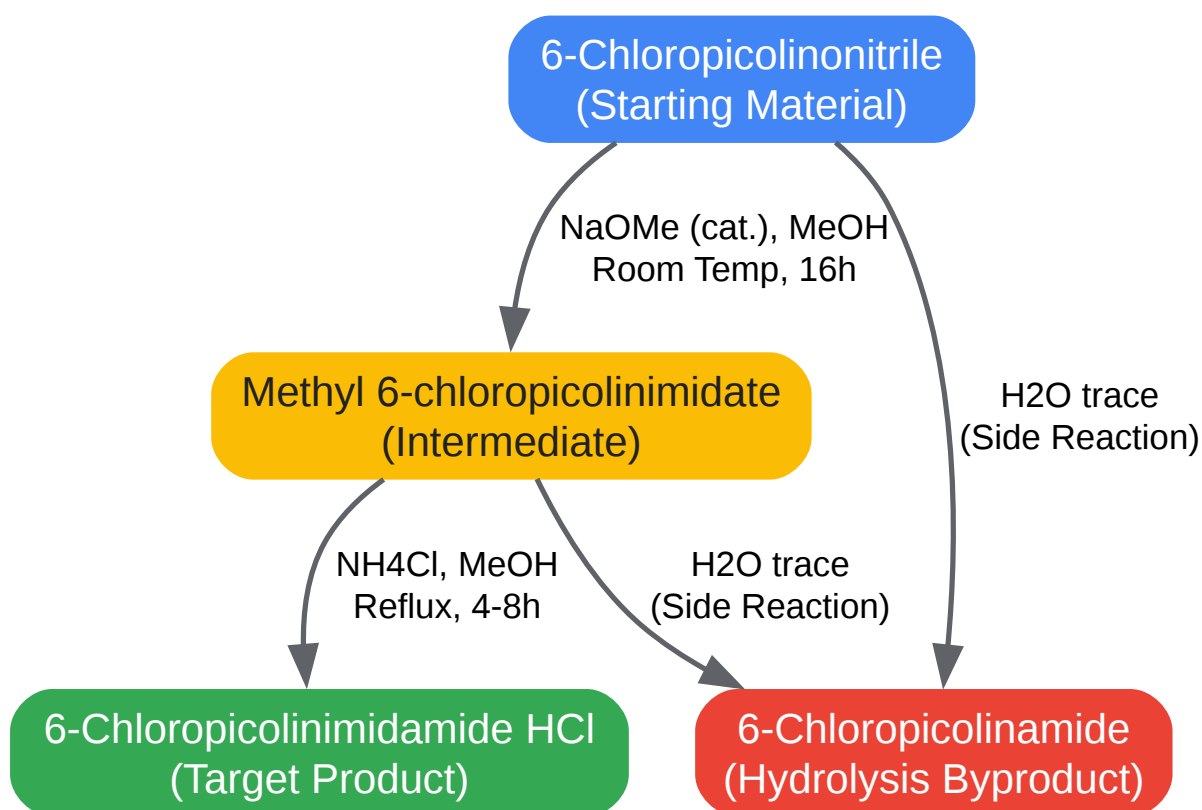 6-Chloropicolinonitrile
(Starting Material)
NaOMe (cat.), MeOH
Room Temp, 16h
Methyl 6-chloropicolinimidate
(Intermediate)
H2O trace
(Side Reaction)
NH4Cl, MeOH
Reflux, 4-8h
H2O trace
(Side Reaction)
6-Chloropicolinimidamide HCl
(Target Product)
6-Chloropicolinamide
(Hydrolysis Byproduct)